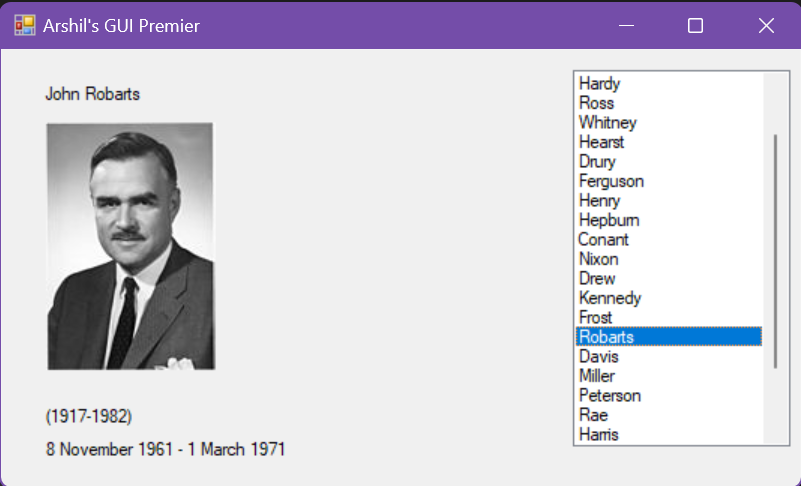 Arshil's GUI Premier
John Robarts
(1917-1982)
8 November 1961 - 1 March 1971
Hardy
Ross
Whitney
Hearst
Drury
Ferguson
Henry
Hepburn
Conant
Nixon
Drew
Kennedy
Frost
Robarts
Davis
Miller
Peterson
Rae
Harris